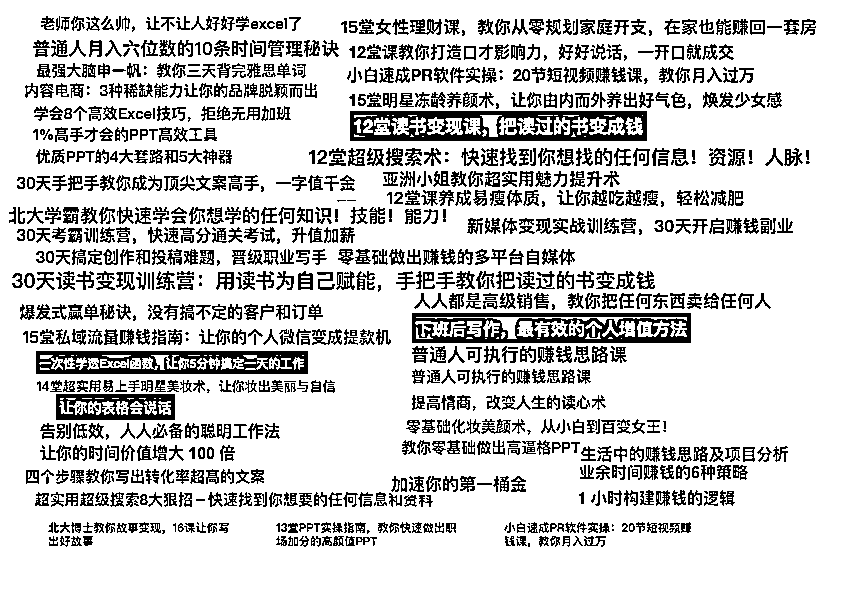 老师你这么帅，让不让人好好学excel了
15堂女性理财课，教你从零规划家庭开支，在家也能赚回一套房
普通人月入六位数的10条时间管理秘诀
12堂课教你打造口才影响力，好好说话，一开口就成交
最强大脑申一帆：教你三天背完雅思单词
小白速成PR软件实操：20节短视频赚钱课，教你月入过万
内容电商：3种稀缺能力让你的品牌脱颖而出
15堂明星冻龄养颜术，让你由内而外养出好气色，焕发少女感
学会8个高效Excel技巧，拒绝无用加班
12堂读书变现课，把读过的书变成钱
1%高手才会的PPT高效工具
优质PPT的4大套路和5大神器
12堂超级搜索术：快速找到你想找的任何信息！资源！人脉！
30天手把手教你成为顶尖文案高手，一字值千金
亚洲小姐教你超实用魅力提升术
12堂课养成易瘦体质，让你越吃越瘦，轻松减肥
北大学霸教你快速学会你想学的任何知识！技能！能力！
新媒体变现实战训练营，30天开启赚钱副业
30天考霸训练营，快速高分通关考试，升值加薪
30天搞定创作和投稿难题，晋级职业写手
零基础做出赚钱的多平台自媒体
30天读书变现训练营：用读书为自己赋能，手把手教你把读过的书变成钱
人人都是高级销售，教你把任何东西卖给任何人
爆发式赢单秘诀，没有搞不定的客户和订单
下班后写作，最有效的个人增值方法
15堂私域流量赚钱指南：让你的个人微信变成提款机
普通人可执行的赚钱思路课
一次性学透Excel函数，让你5分钟搞定三天的工作
普通人可执行的赚钱思路课
14堂超实用易上手明星美妆术，让你妆出美丽与自信
提高情商，改变人生的读心术
让你的表格会说话
零基础化妆美颜术，从小白到百变女王！
告别低效，人人必备的聪明工作法
教你零基础做出高逼格PPT
生活中的赚钱思路及项目分析
让你的时间价值增大 100 倍
业余时间赚钱的6种策略
四个步骤教你写出转化率超高的文案
加速你的第一桶金
超实用超级搜索8大狠招－快速找到你想要的任何信息和资料
1 小时构建赚钱的逻辑
北大博士教你故事变现，16课让你写
出好故事
13堂PPT实操指南，教你快速做出职
场加分的高颜值PPT
小白速成PR软件实操：20节短视频赚
钱课，教你月入过万